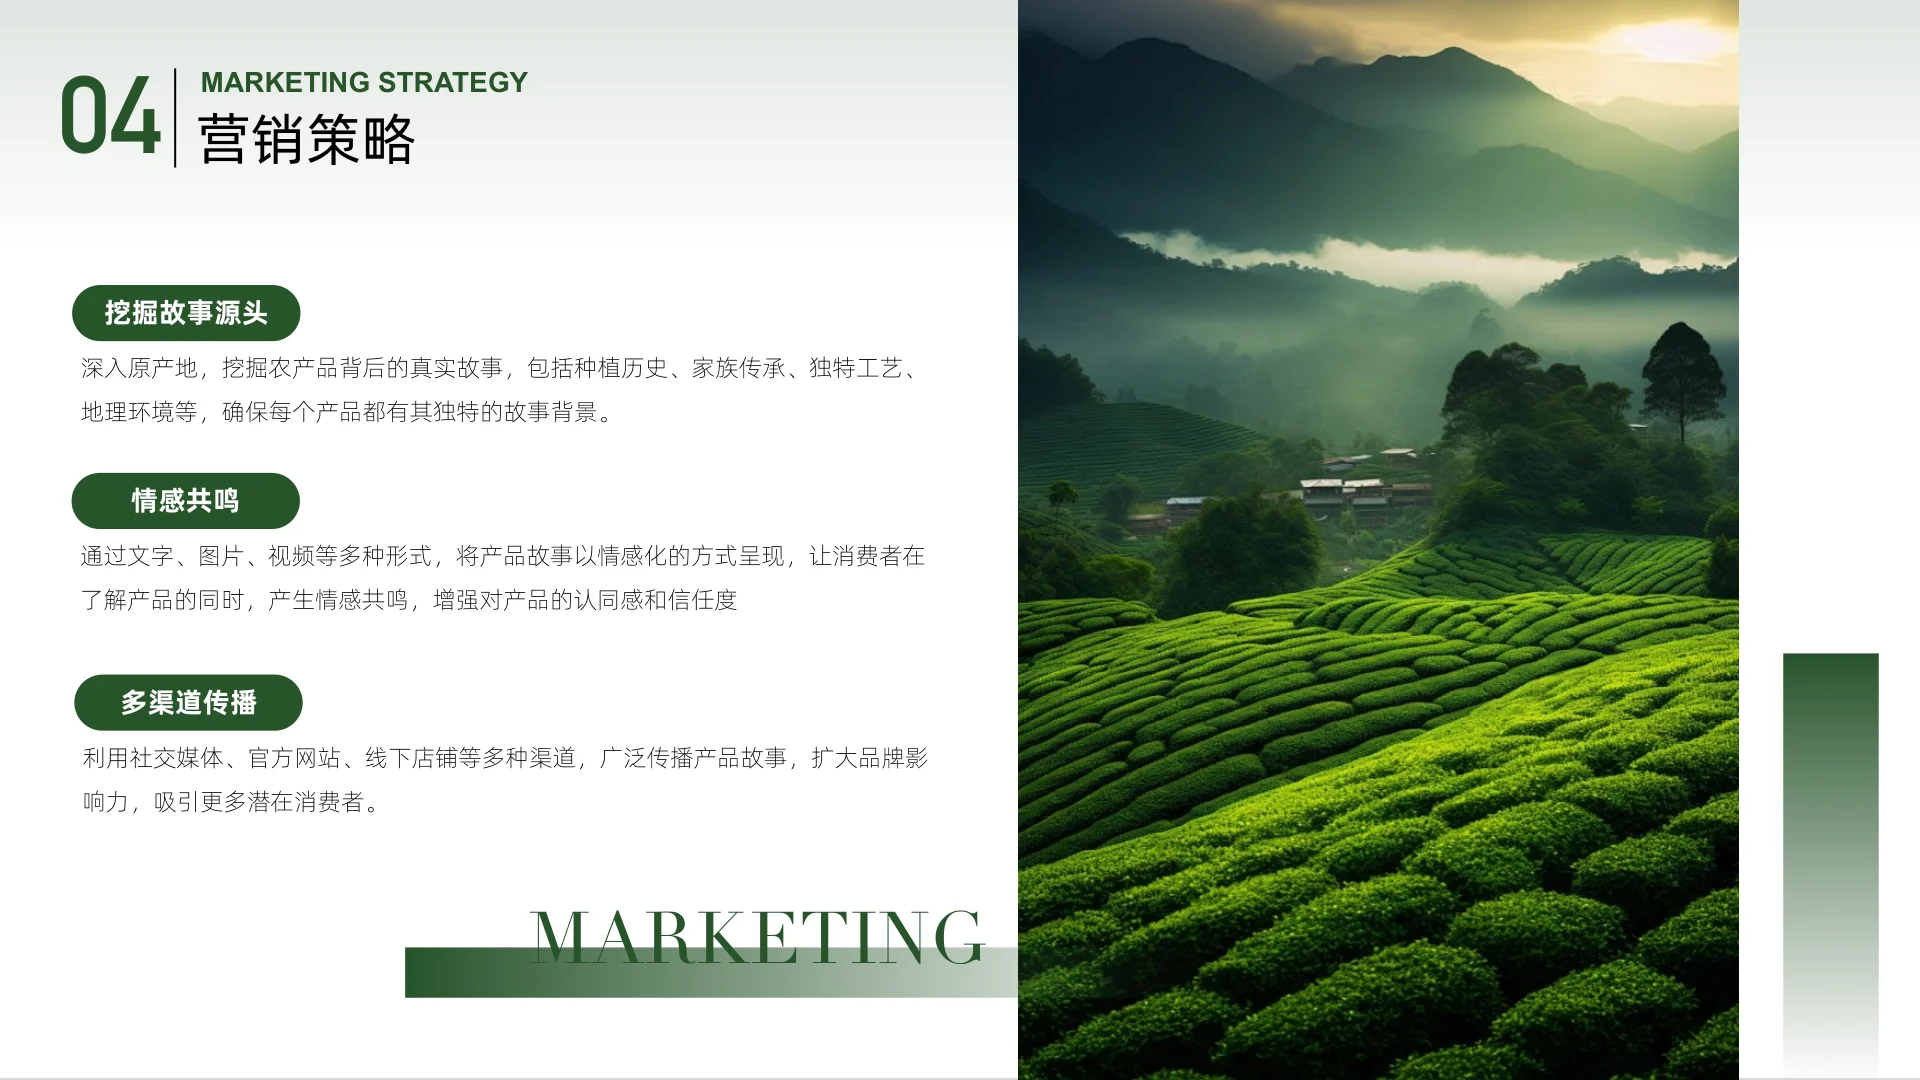 04
MARKETING STRATEGY
营销策略
挖掘故事源头
深入原产地，挖掘农产品背后的真实故事，包括种植历史、家族传承、独特工艺、
地理环境等，确保每个产品都有其独特的故事背景。
情感共鸣
通过文字、图片、视频等多种形式，将产品故事以情感化的方式呈现，让消费者在
了解产品的同时，产生情感共鸣，增强对产品的认同感和信任度
多渠道传播
利用社交媒体、官方网站、线下店铺等多种渠道，广泛传播产品故事，扩大品牌影
响力，吸引更多潜在消费者。
MARKETING